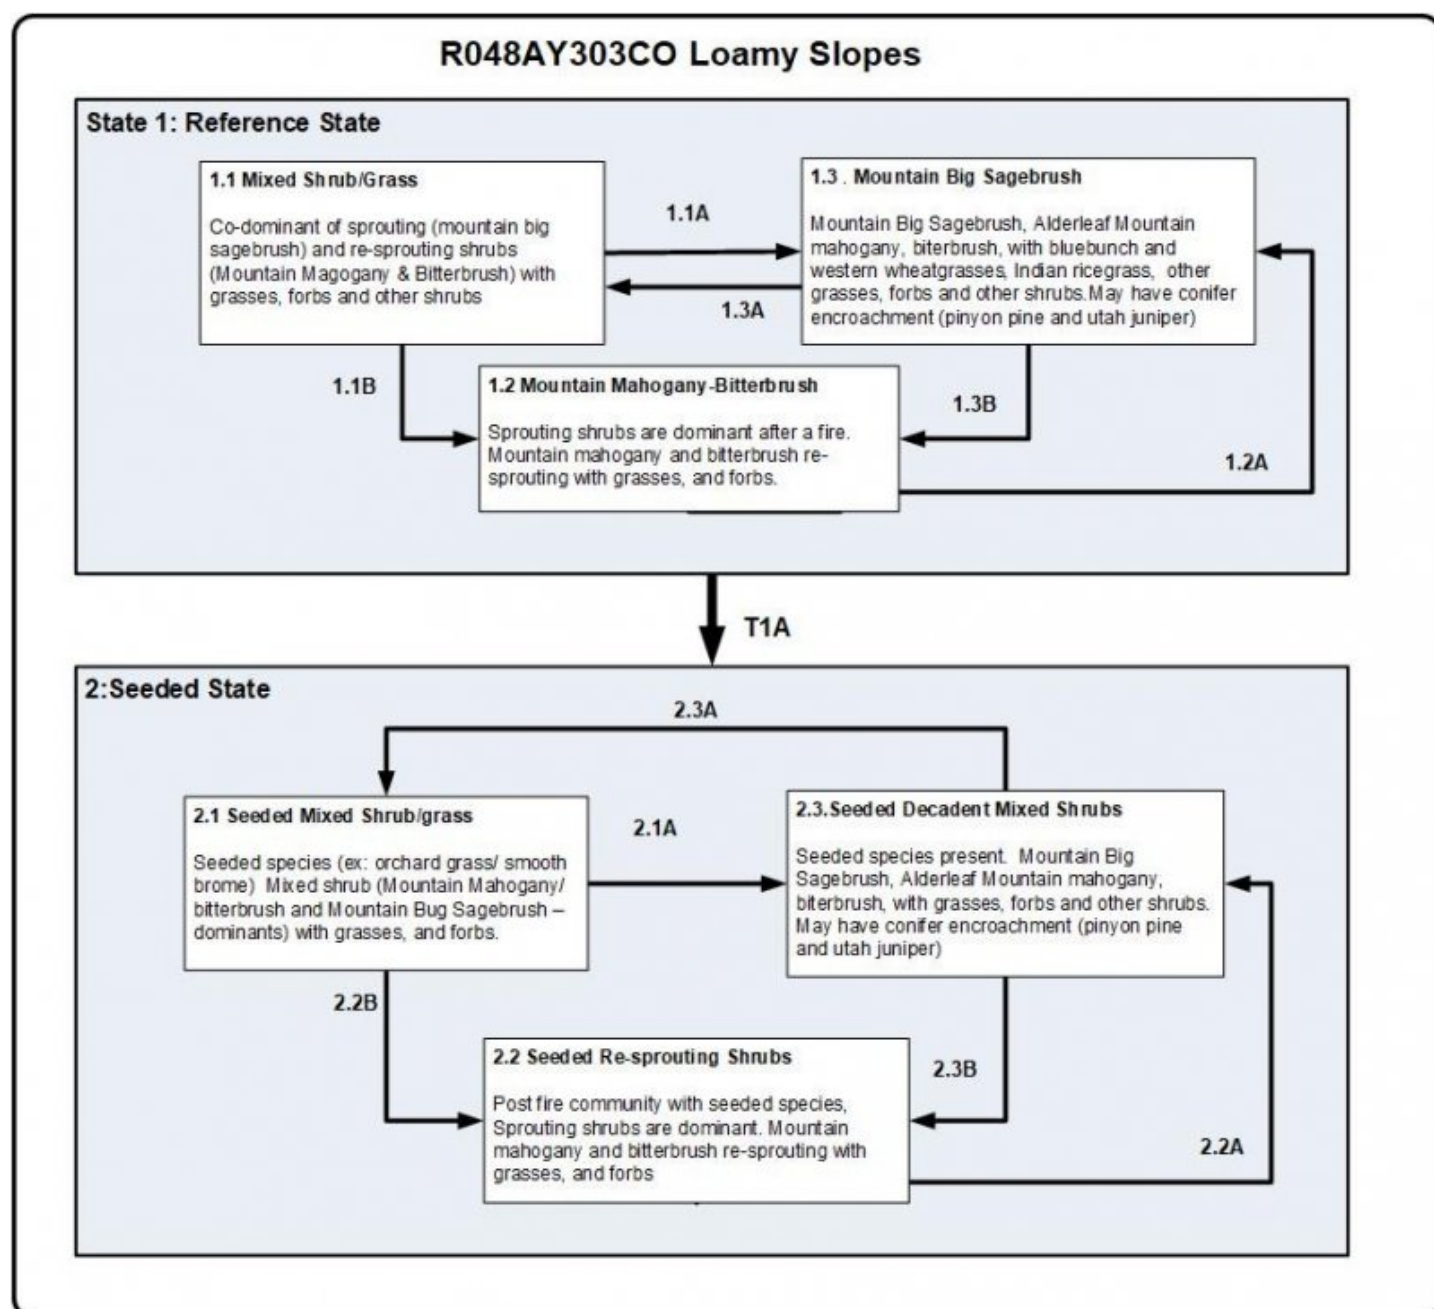 R048AY303CO Loamy Slopes
State 1: Reference State
1.1 Mixed Shrub/Grass
Co-dominant of sprouting (mountain big
sagebrush) and re-sprouting shrubs
(Mountain Magogany & Bitterbrush) with
grasses, forbs and other shrubs
1.1A
1.3A
1.3 . Mountain Big Sagebrush
Mountain Big Sagebrush, Alderleaf Mountain
mahogany, biterbrush, with bluebunch and
western wheatgrasses, Indian ricegrass, other
grasses, forbs and other shrubs.May have conifer
encroachment (pinyon pine and utah juniper)
1.1B
1.2 Mountain Mahogany-Bitterbrush
Sprouting shrubs are dominant after a fire.
Mountain mahogany and bitterbrush re-
sprouting with grasses, and forbs.
1.3B
1.2A
T1A
2:Seeded State
2.3A
2.1 Seeded Mixed Shrub/grass
Seeded species (ex: orchard grass/ smooth
brome) Mixed shrub (Mountain Mahogany/
bitterbrush and Mountain Bug Sagebrush –
dominants) with grasses, and forbs.
2.1A
2.3.Seeded Decadent Mixed Shrubs
Seeded species present. Mountain Big
Sagebrush, Alderleaf Mountain mahogany,
biterbrush, with grasses, forbs and other shrubs.
May have conifer encroachment (pinyon pine
and utah juniper)
2.2B
2.2 Seeded Re-sprouting Shrubs
Post fire community with seeded species,
Sprouting shrubs are dominant. Mountain
mahogany and bitterbrush re-sprouting with
grasses, and forbs
2.3B
2.2A